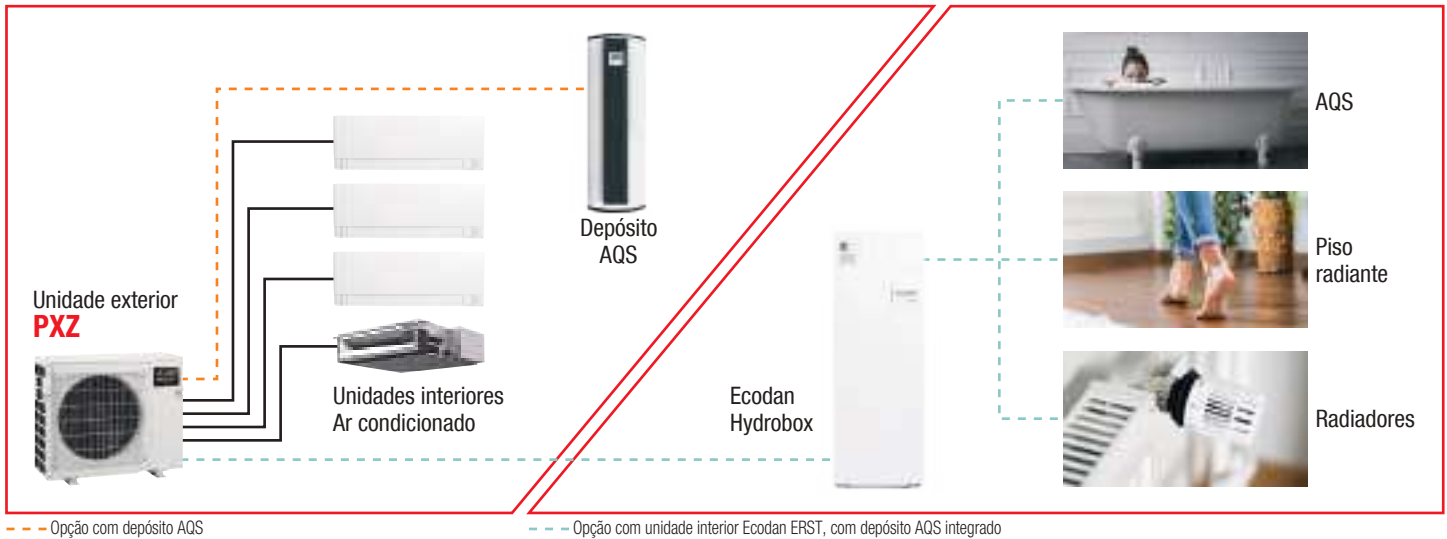 Unidade exterior
PXZ
Unidades interiores
Ar condicionado
Depósito
AQS
Ecodan
Hydrobox
AQS
Piso
radiante
Radiadores
Opção com depósito AQS
Opção com unidade interior Ecodan ERST, com depósito AQS integrado